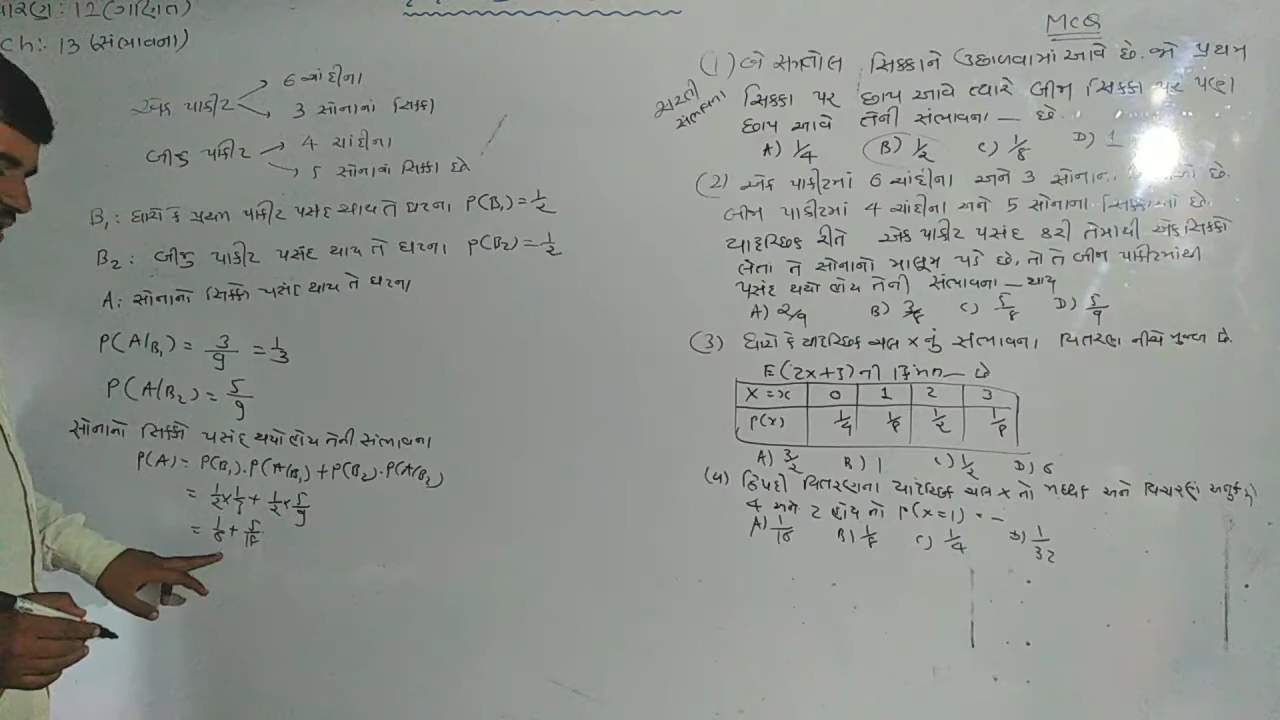 ધોરણ : 12 (ગણિત)
Ch : 13 (સંભાવના)
એક પાકીટ → 6 ચાંદીના
→ 3 સોનાનાં સિક્કા
બીજુ પાકીટ → 4 ચાંદીના
→ 5 સોનાનાં સિક્કા છે
B₁ : ધારો કે પ્રથમ પાકીટ પસંદ થાય તે ઘટના P(B₁) = 1/2
B₂ : બીજુ પાકીટ પસંદ થાય તે ઘટના P(B₂) = 1/2
A : સોનાનો સિક્કો પસંદ થાય તે ઘટના
P(A/B₁) = 3/9 = 1/3
P(A/B₂) = 5/9
સોનાનો સિક્કો પસંદ થયો હોય તેની સંભાવના
P(A) = P(B₁).P(A/B₁) + P(B₂).P(A/B₂)
= 1/2 × 1/3 + 1/2 × 5/9
= 1/6 + 5/18
MCQ
(1) બે સમતોલ સિક્કાને ઉછાળવામાં આવે છે. જો પ્રથમ
સિક્કા પર છાપ આવે ત્યારે બીજા સિક્કા પર પણ
છાપ આવે તેની સંભાવના — છે.
શરતી સંભાવના
A) 1/4 B) 1/2 C) 1/8 D) 1
(2) એક પાકીટમાં 6 ચાંદીના અને 3 સોનાના છે.
બીજા પાકીટમાં 4 ચાંદીના અને 5 સોનાના સિક્કાઓ છે.
યાદચ્છિક રીતે એક પાકીટ પસંદ કરી તેમાથી એક સિક્કો
લેતા તે સોનાનો માલૂમ પડે છે, તો તે બીજા પાકીટમાંથી
પસંદ થયો હોય તેની સંભાવના — થાય
A) 2/9 B) 3/8 C) 5/8 D) 5/9
(3) ધારો કે યાદચ્છિક ચલ X નું સંભાવના વિતરણ નીચે મુજબ છે.
E(2x+3) ની કિંમત — છે
X = x 0 1 2 3
P(x) 1/4 1/8 1/2 1/8
A) 3/2 B) 1 C) 1/2 D) 6
(4) દ્વિપદી વિતરણના યાદચ્છિક ચલ X નો મધ્યક અને વિચરણ અનુક્રમે
4 અને 2 હોય તો P(X=1) = —
A) 1/16 B) 1/8 C) 1/4 D) 1/32